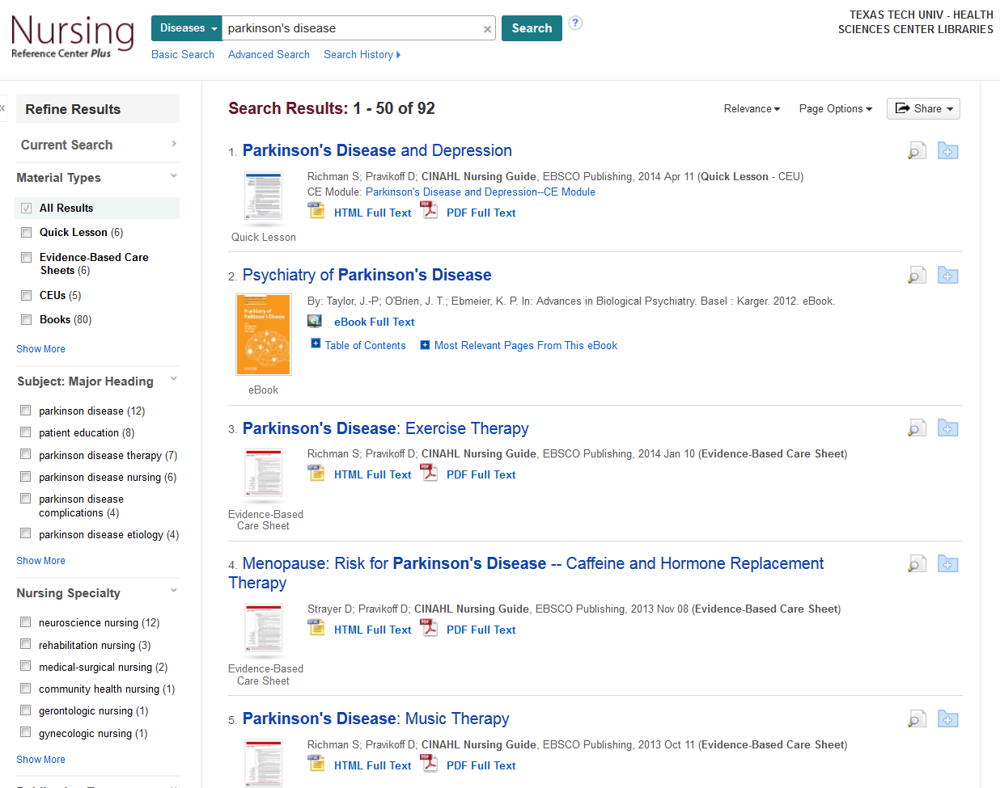 Nursing
Reference Center Plus
Diseases
parkinson's disease
Search
?
TEXAS TECH UNIV - HEALTH
SCIENCES CENTER LIBRARIES
Basic Search
Advanced Search
Search History
Refine Results
Current Search
Material Types
All Results
Quick Lesson (6)
Evidence-Based Care
Sheets (6)
CEUs (5)
Books (80)
Show More
Subject: Major Heading
parkinson disease (12)
patient education (8)
parkinson disease therapy (7)
parkinson disease nursing (6)
parkinson disease
complications (4)
parkinson disease etiology (4)
Show More
Nursing Specialty
neuroscience nursing (12)
rehabilitation nursing (3)
medical-surgical nursing (2)
community health nursing (1)
gerontologic nursing (1)
gynecologic nursing (1)
Show More
Search Results: 1 - 50 of 92
Relevance
Page Options
Share
1. Parkinson's Disease and Depression
Richman S; Pravikoff D; CINAHL Nursing Guide, EBSCO Publishing, 2014 Apr 11 (Quick Lesson - CEU)
CE Module: Parkinson's Disease and Depression--CE Module
HTML Full Text PDF Full Text
Quick Lesson
2. Psychiatry of Parkinson's Disease
By: Taylor, J.-P; O'Brien, J. T.; Ebmeier, K. P. In: Advances in Biological Psychiatry. Basel : Karger. 2012. eBook.
Psychiatry of
Parkinson's Disease
eBook Full Text
Table of Contents Most Relevant Pages From This eBook
eBook
3. Parkinson's Disease: Exercise Therapy
Richman S; Pravikoff D; CINAHL Nursing Guide, EBSCO Publishing, 2014 Jan 10 (Evidence-Based Care Sheet)
HTML Full Text PDF Full Text
Evidence-Based
Care Sheet
4. Menopause: Risk for Parkinson's Disease -- Caffeine and Hormone Replacement
Therapy
Strayer D; Pravikoff D; CINAHL Nursing Guide, EBSCO Publishing, 2013 Nov 08 (Evidence-Based Care Sheet)
HTML Full Text PDF Full Text
Evidence-Based
Care Sheet
5. Parkinson's Disease: Music Therapy
Richman S; Pravikoff D; CINAHL Nursing Guide, EBSCO Publishing, 2013 Oct 11 (Evidence-Based Care Sheet)
HTML Full Text PDF Full Text